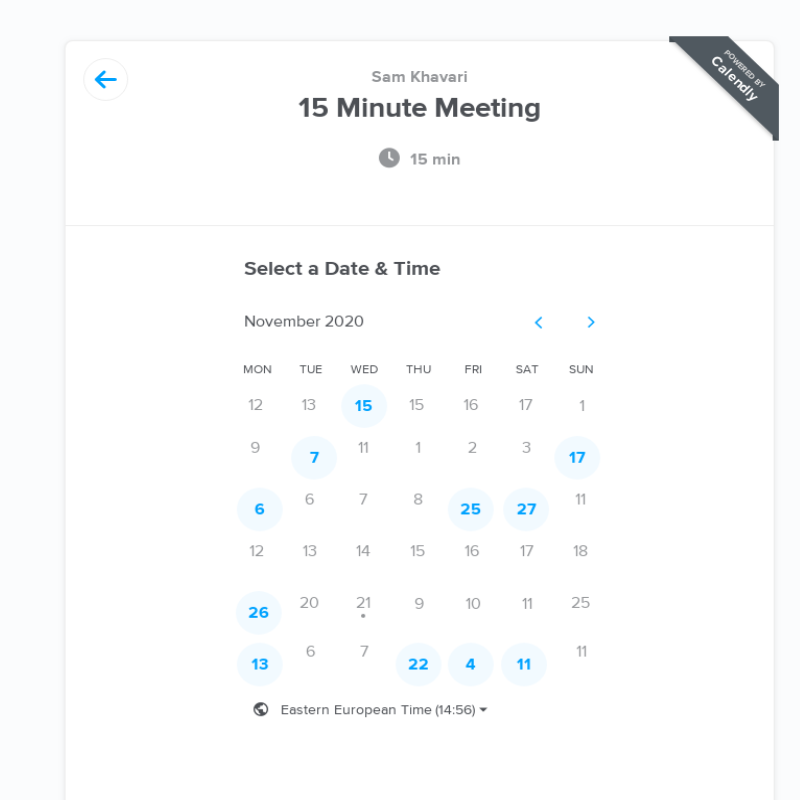 Sam Khavari
POWERED BY
Calendly
15 Minute Meeting
15 min
Select a Date & Time
November 2020
MON TUE WED THU FRI SAT SUN
12 13 15 15 16 17 1
9 7 11 1 2 3 17
6 6 7 8 25 27 11
12 13 14 15 16 17 18
26 20 21 9 10 11 25
13 6 7 22 4 11 11
Eastern European Time (14:56)